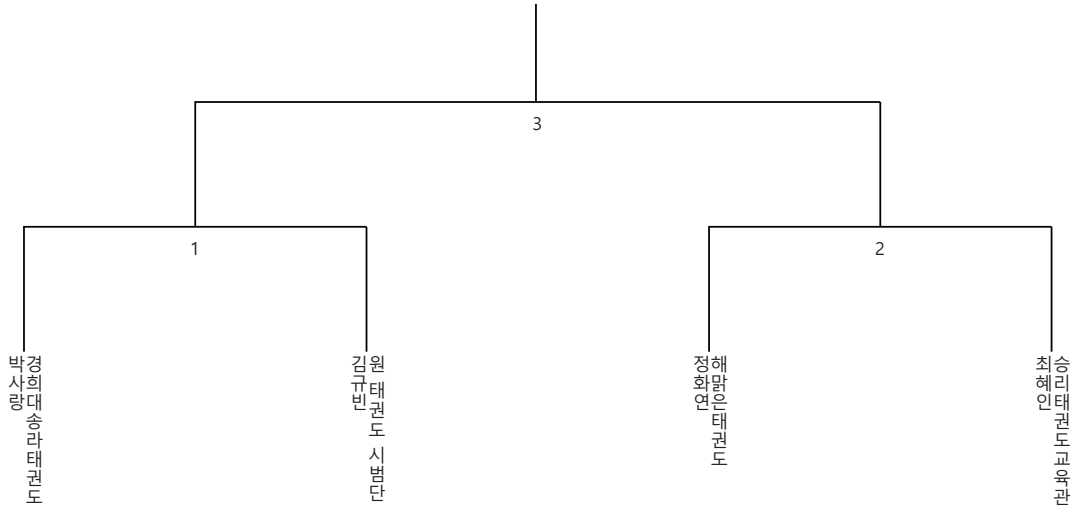 3
1
2
경희대송라태권도
박사랑
원 태권도 시범단
김규빈
해맑은태권도
정화연
승리태권도교육관
최혜인